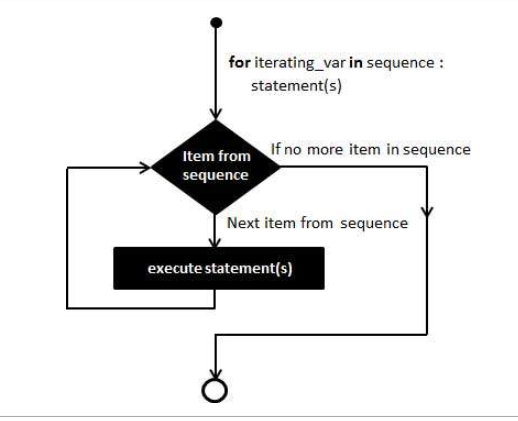 for iterating_var in sequence :
statement(s)
If no more item in sequence
Item from
sequence
Next item from sequence
execute statement(s)